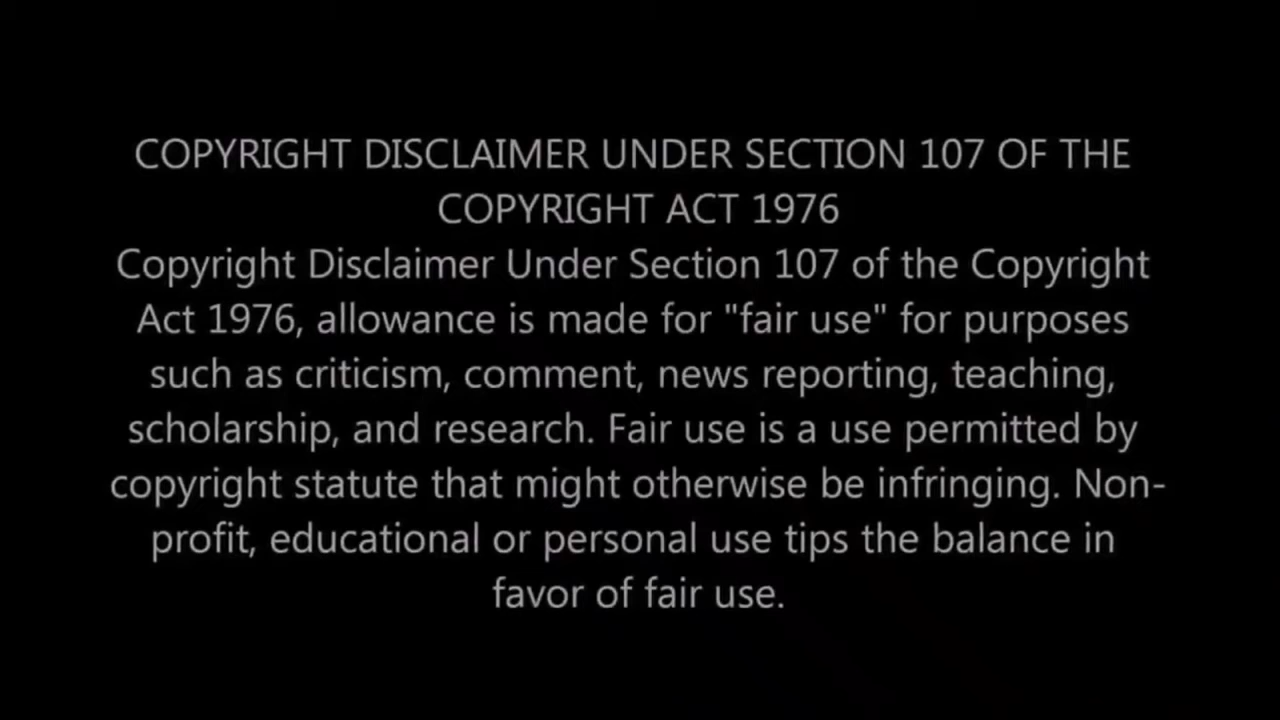 COPYRIGHT DISCLAIMER UNDER SECTION 107 OF THE
COPYRIGHT ACT 1976
Copyright Disclaimer Under Section 107 of the Copyright
Act 1976, allowance is made for "fair use" for purposes
such as criticism, comment, news reporting, teaching,
scholarship, and research. Fair use is a use permitted by
copyright statute that might otherwise be infringing. Non-
profit, educational or personal use tips the balance in
favor of fair use.